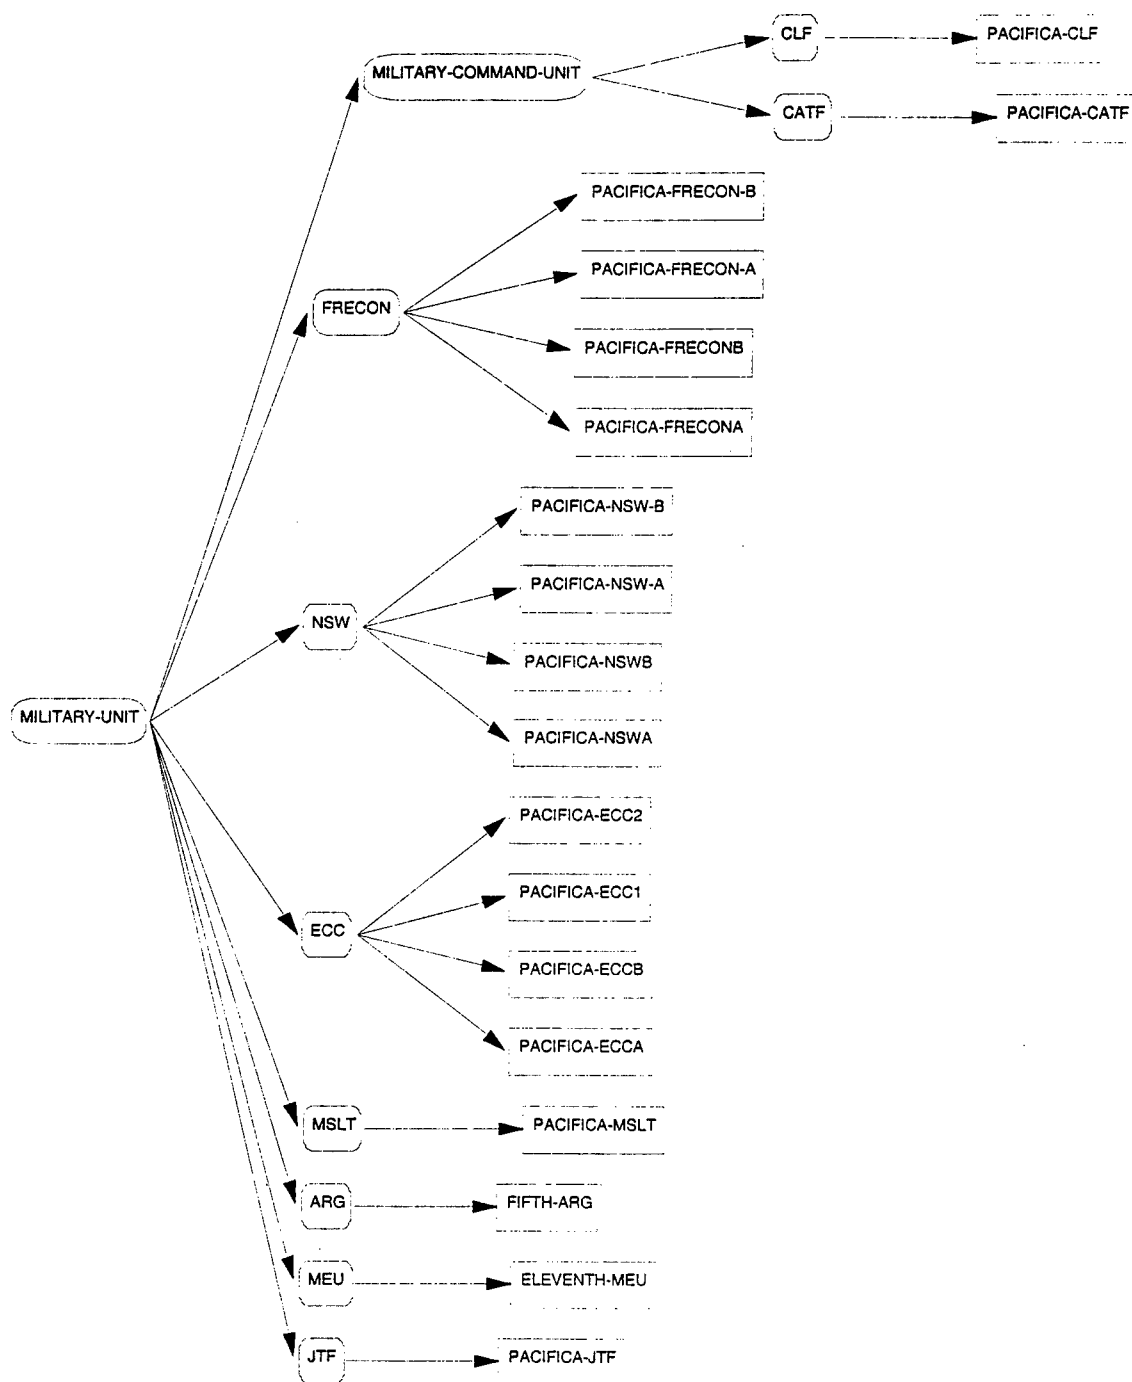 CLF
PACIFICA-CLF
MILITARY-COMMAND-UNIT
CATF
PACIFICA-CATF
PACIFICA-FRECON-B
PACIFICA-FRECON-A
FRECON
PACIFICA-FRECONB
PACIFICA-FRECONA
PACIFICA-NSW-B
PACIFICA-NSW-A
NSW
PACIFICA-NSWB
MILITARY-UNIT
PACIFICA-NSWA
PACIFICA-ECC2
PACIFICA-ECC1
ECC
PACIFICA-ECCB
PACIFICA-ECCA
MSLT
PACIFICA-MSLT
ARG
FIFTH-ARG
MEU
ELEVENTH-MEU
JTF
PACIFICA-JTF